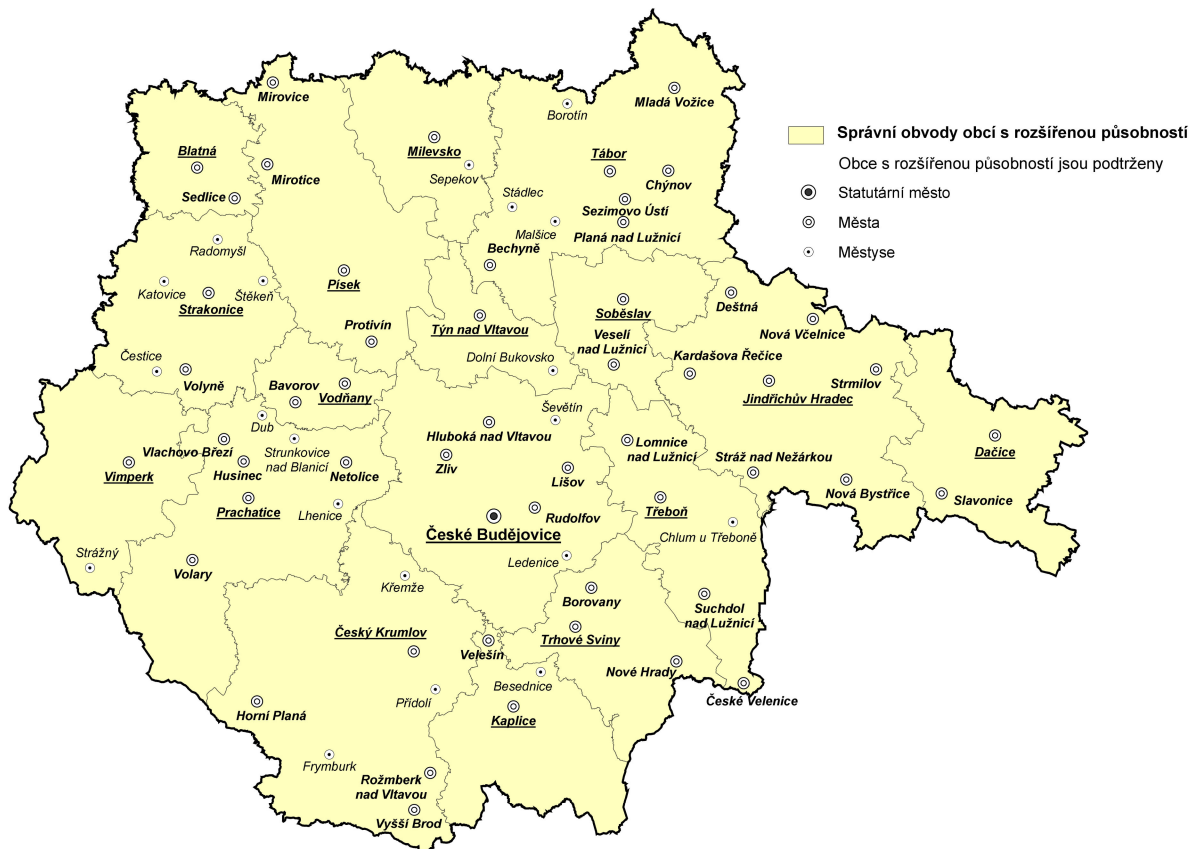 Mirovice
Mladá Vožice
Borotín
Správní obvody obcí s rozšířenou působností
Obce s rozšířenou působností jsou podtrženy
Statutární město
Města
Městyse
Blatná
Milevsko
Tábor
Mirotice
Sepekov
Chýnov
Sedlice
Stádlec
Sezimovo Ústí
Malšice
Planá nad Lužnicí
Radomyšl
Bechyně
Katovice
Štěkeň
Písek
Strakonice
Soběslav
Deštná
Protivín
Týn nad Vltavou
Nová Včelnice
Veselí
nad Lužnicí
Čestice
Dolní Bukovsko
Kardašova Řečice
Volyně
Bavorov
Vodňany
Strmilov
Jindřichův Hradec
Dub
Ševětín
Hluboká nad Vltavou
Vlachovo Březí
Strunkovice
nad Blanicí
Lomnice
nad Lužnicí
Dačice
Vimperk
Husinec
Netolice
Zliv
Lišov
Stráž nad Nežárkou
Nová Bystřice
Slavonice
Prachatice
Lhenice
Rudolfov
Třeboň
České Budějovice
Chlum u Třeboně
Strážný
Volary
Ledenice
Křemže
Borovany
Suchdol
nad Lužnicí
Český Krumlov
Trhové Sviny
Velešín
Nové Hrady
Besednice
České Velenice
Přídolí
Horní Planá
Kaplice
Frymburk
Rožmberk
nad Vltavou
Vyšší Brod